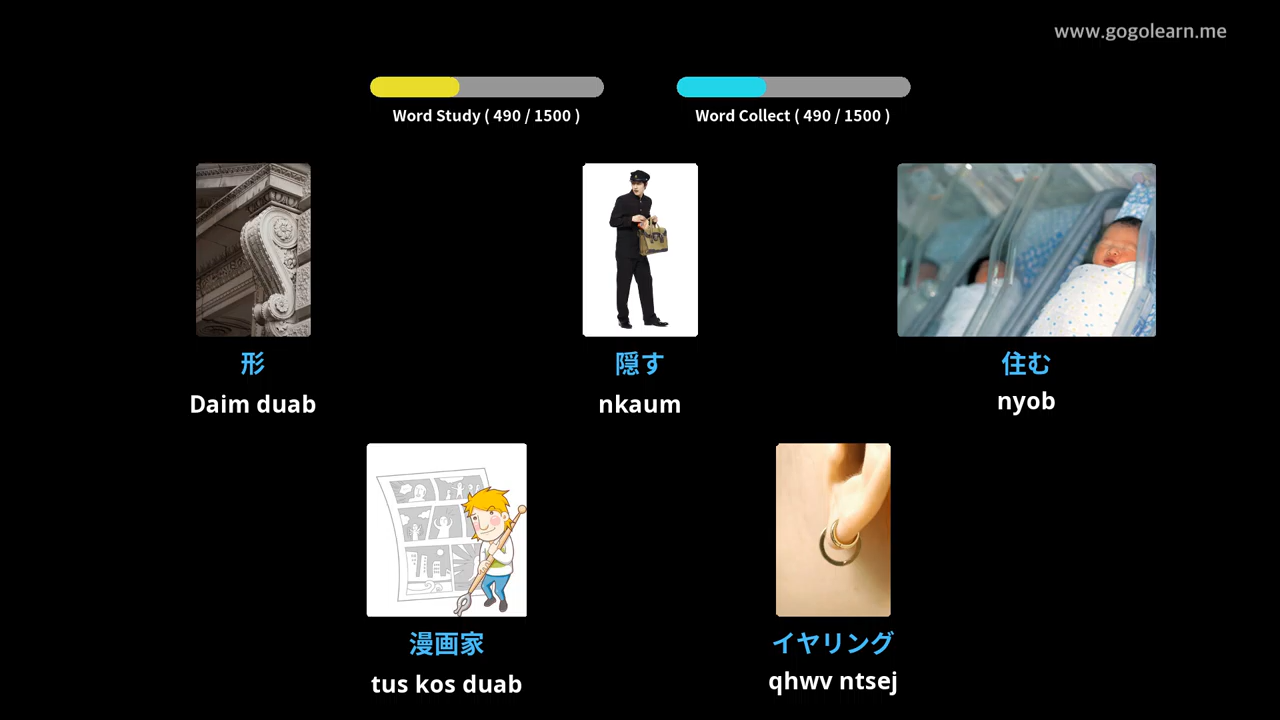 www.gogolearn.me
Word Study ( 490 / 1500 )
Word Collect ( 490 / 1500 )
形
Daim duab
隠す
nkaum
住む
nyob
漫画家
tus kos duab
イヤリング
qhwv ntsej